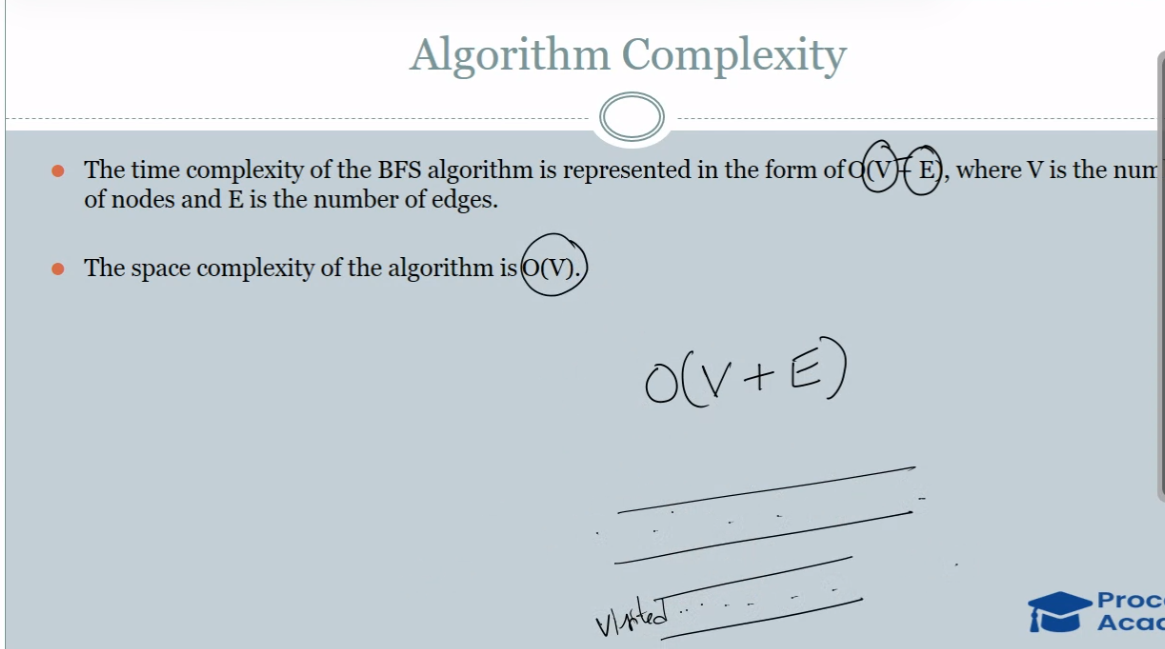 Algorithm Complexity
The time complexity of the BFS algorithm is represented in the form of O(V+ E), where V is the num
of nodes and E is the number of edges.
The space complexity of the algorithm is O(V).
O(V + E)
Visited
Proc
Acad